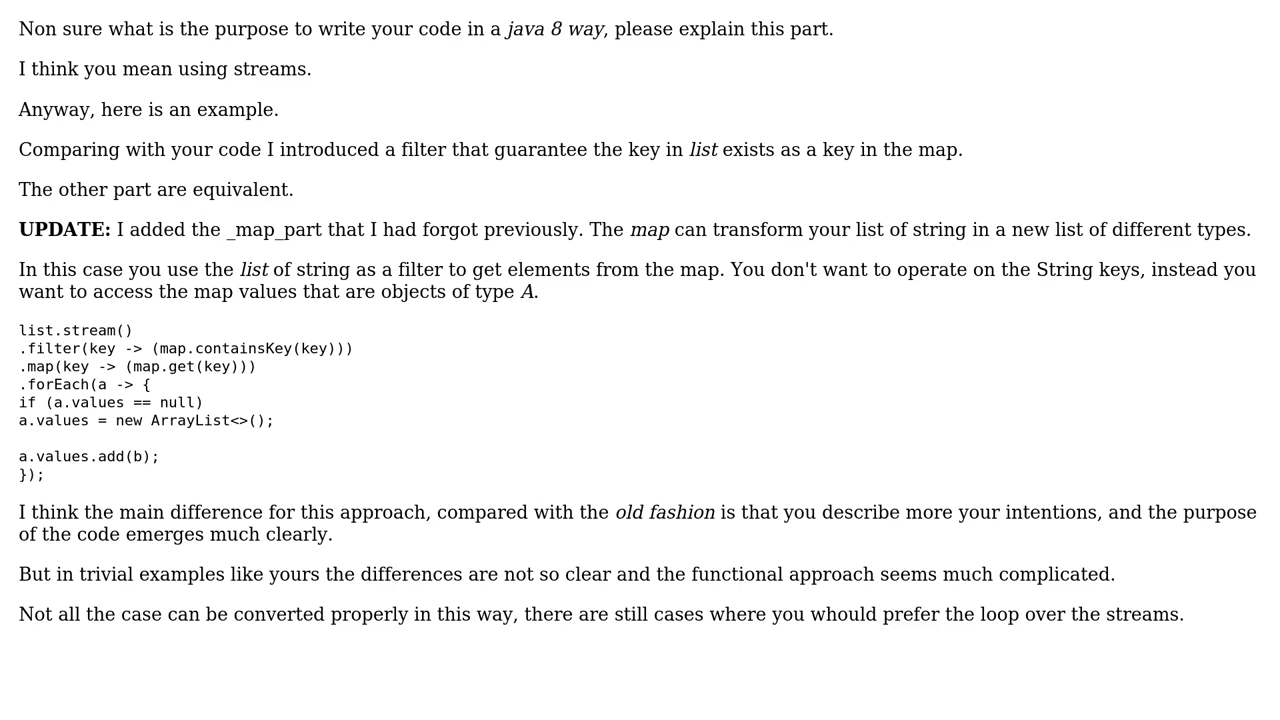 Non sure what is the purpose to write your code in a java 8 way, please explain this part.
I think you mean using streams.
Anyway, here is an example.
Comparing with your code I introduced a filter that guarantee the key in list exists as a key in the map.
The other part are equivalent.
UPDATE: I added the _map_part that I had forgot previously. The map can transform your list of string in a new list of different types.
In this case you use the list of string as a filter to get elements from the map. You don't want to operate on the String keys, instead you
want to access the map values that are objects of type A.
list.stream()
.filter(key -> (map.containsKey(key)))
.map(key -> (map.get(key)))
.forEach(a -> {
if (a.values == null)
a.values = new ArrayList<>();
a.values.add(b);
});
I think the main difference for this approach, compared with the old fashion is that you describe more your intentions, and the purpose
of the code emerges much clearly.
But in trivial examples like yours the differences are not so clear and the functional approach seems much complicated.
Not all the case can be converted properly in this way, there are still cases where you whould prefer the loop over the streams.